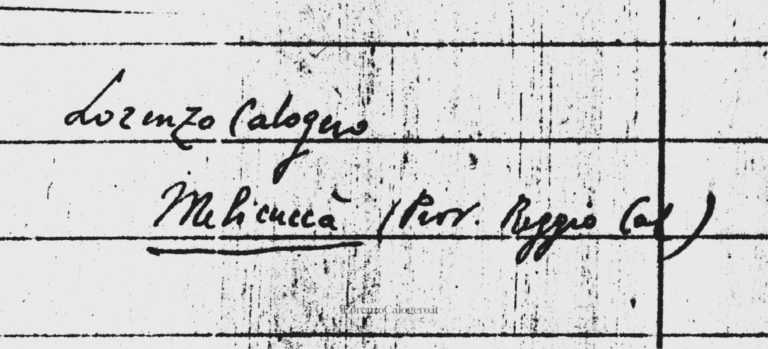 Lorenzo Calogero
Melicuccà (Prov. Reggio Cal)
©LorenzoCalogero.it